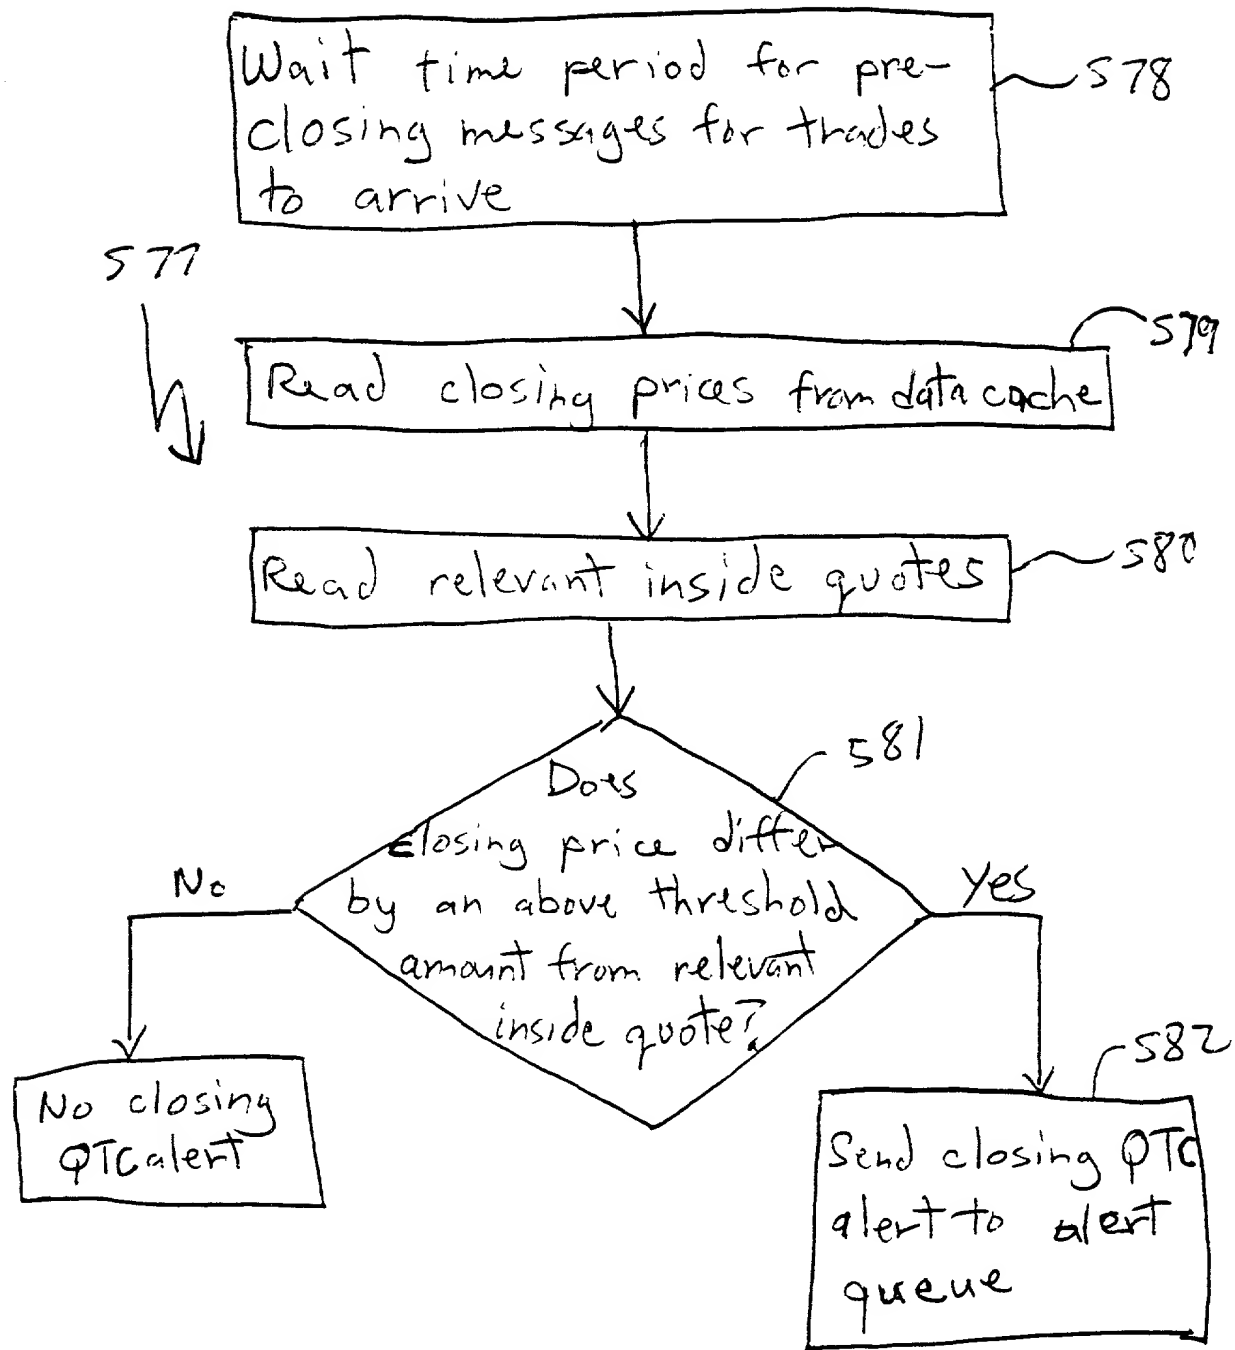 Wait time period for pre-
closing messages for trades
to arrive
578
577
579
Read closing prices from data cache
580
Read relevant inside quotes
581
Does
closing price differ
by an above threshold
amount from relevant
inside quote?
No
Yes
582
No closing
QTC alert
Send closing QTC
alert to alert
queue